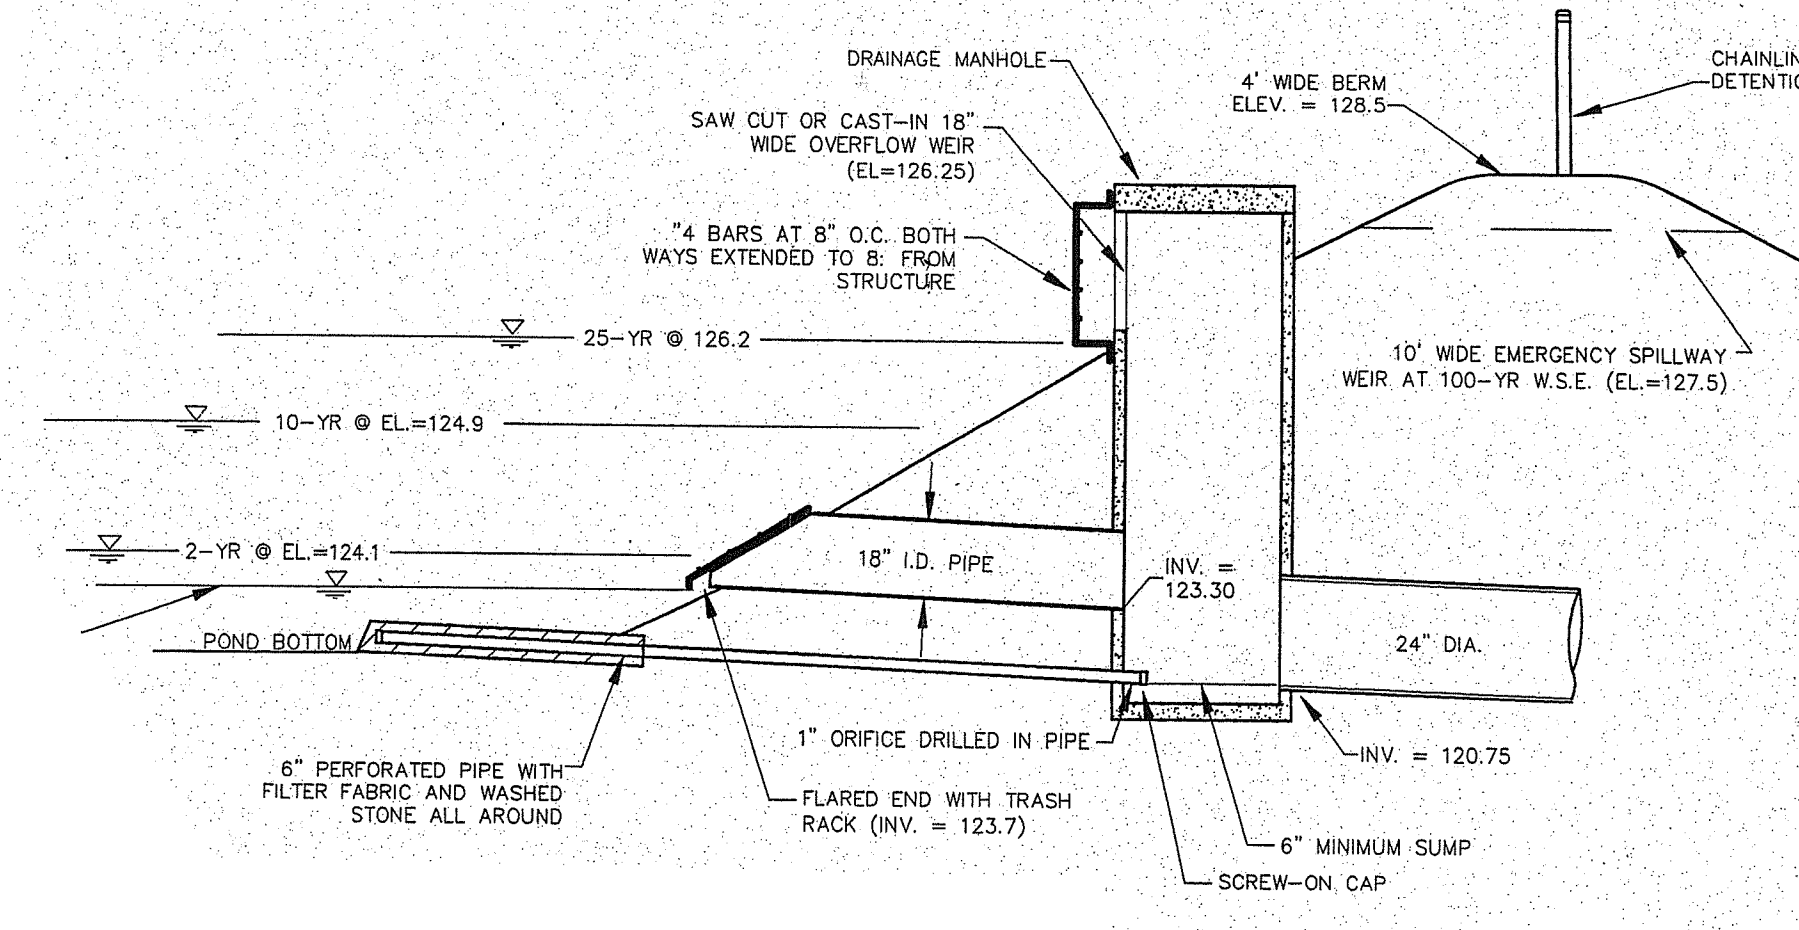 DRAINAGE MANHOLE
4' WIDE BERM
ELEV. = 128.5
CHAINLIN
DETENTIO
SAW CUT OR CAST-IN 18"
WIDE OVERFLOW WEIR
(EL=126.25)
"4 BARS AT 8" O.C. BOTH
WAYS EXTENDED TO 8: FROM
STRUCTURE
25-YR @ 126.2
10' WIDE EMERGENCY SPILLWAY
WEIR AT 100-YR W.S.E. (EL.=127.5)
10-YR @ EL.=124.9
2-YR @ EL.=124.1
18" I.D. PIPE
INV. =
123.30
POND BOTTOM
24" DIA.
1" ORIFICE DRILLED IN PIPE
INV. = 120.75
6" PERFORATED PIPE WITH
FILTER FABRIC AND WASHED
STONE ALL AROUND
FLARED END WITH TRASH
RACK (INV. = 123.7)
6" MINIMUM SUMP
SCREW-ON CAP